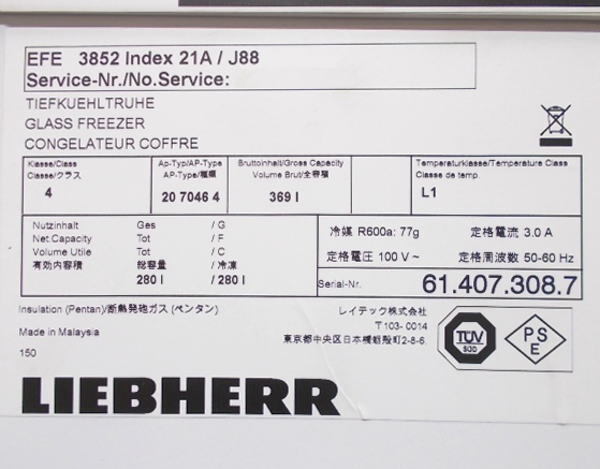 EFE 3852 Index 21A / J88
Service-Nr./No.Service:
TIEFKUEHLTRUHE
GLASS FREEZER
CONGELATEUR COFFRE
Klasse/Class
Classe/クラス
4
Ap-Typ/AP-Type
AP-Type/種類
20 7046 4
Bruttoinhalt/Gross Capacity
Volume Brut/全容積
369 l
Temperaturklasse/Temperature Class
Classe de temp.
L1
Nutzinhalt Ges / G
Net.Capacity Tot / F
Volume Utile Tot / C
有効内容積 総容量 / 冷凍
280 l / 280 l
冷媒 R600a: 77g 定格電流 3.0 A
定格電圧 100 V ~ 定格周波数 50-60 Hz
Serial-Nr. 61.407.308.7
Insulation (Pentan)/断熱発砲ガス (ペンタン)
Made in Malaysia
150
レイテック株式会社
〒103-0014
東京都中央区日本橋蛎殻町2-8-6
TÜV
SÜD
PS
E
LIEBHERR